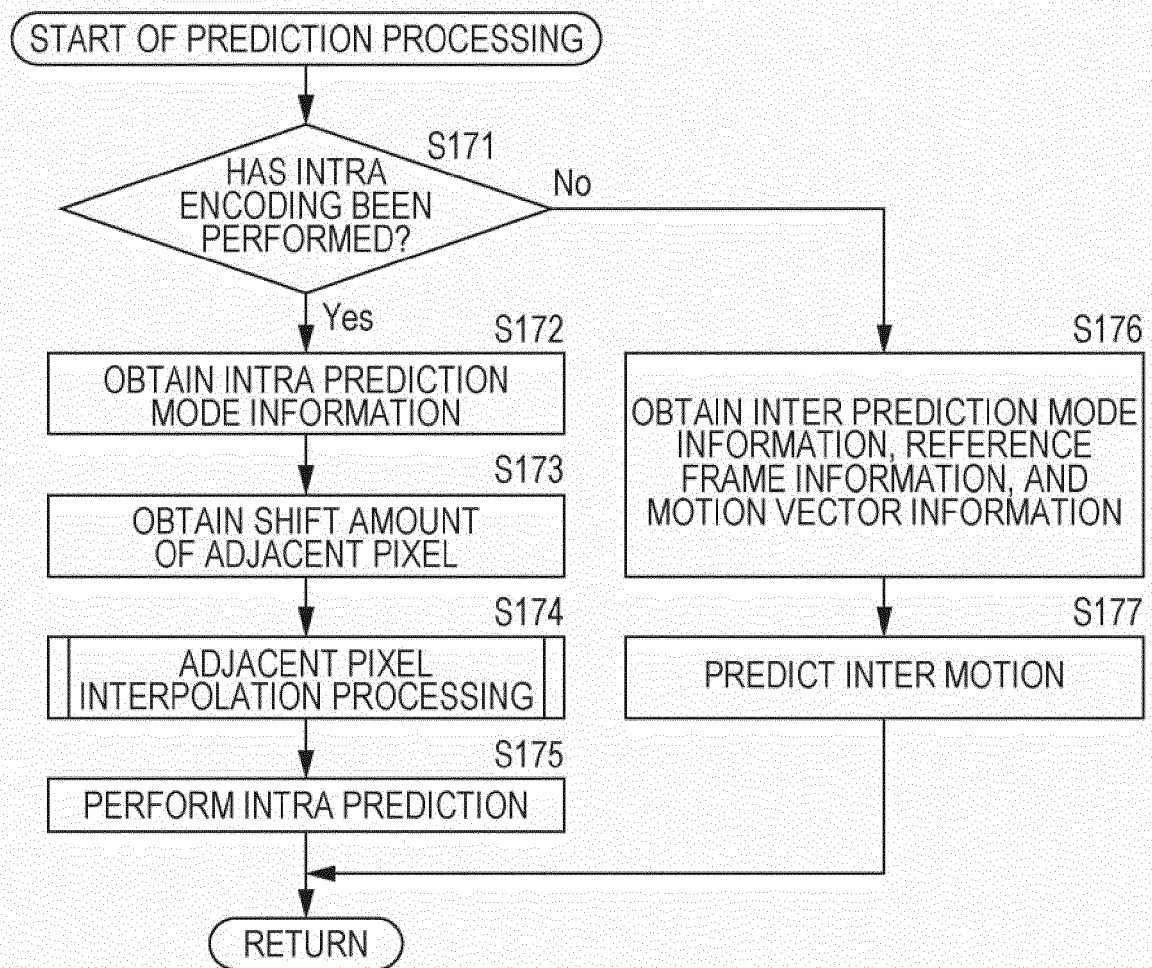 START OF PREDICTION PROCESSING
S171
HAS INTRA
ENCODING BEEN
PERFORMED?
No
Yes
S172
OBTAIN INTRA PREDICTION
MODE INFORMATION
S173
OBTAIN SHIFT AMOUNT
OF ADJACENT PIXEL
S174
ADJACENT PIXEL
INTERPOLATION PROCESSING
S175
PERFORM INTRA PREDICTION
S176
OBTAIN INTER PREDICTION MODE
INFORMATION, REFERENCE
FRAME INFORMATION, AND
MOTION VECTOR INFORMATION
S177
PREDICT INTER MOTION
RETURN